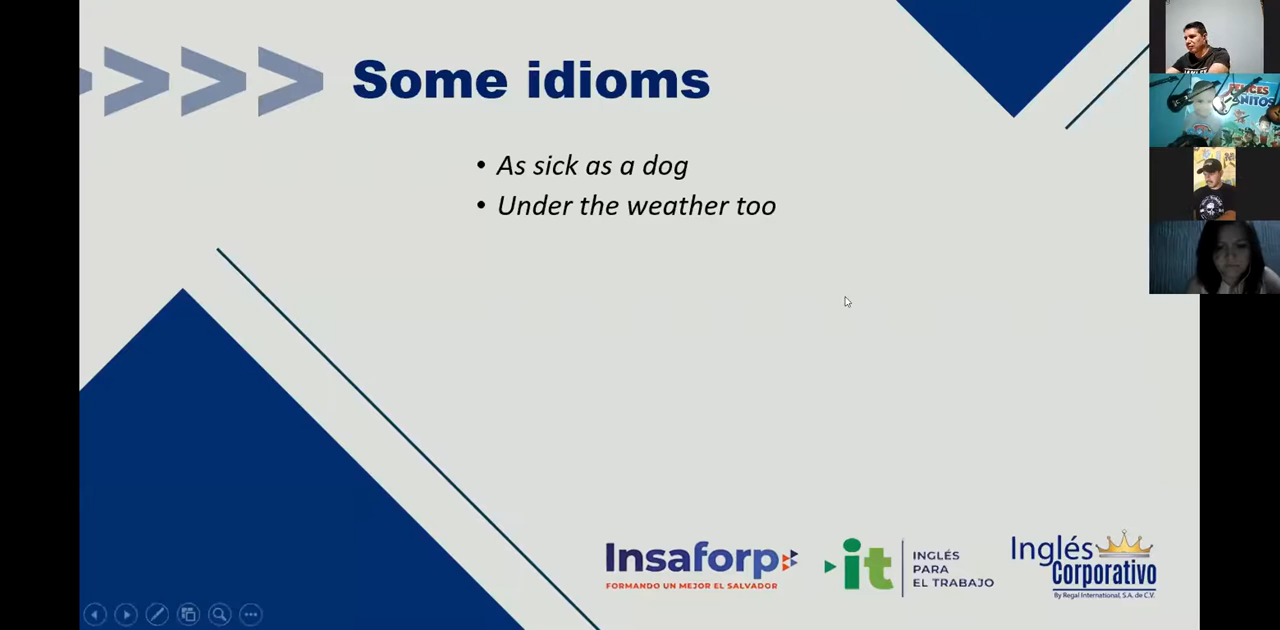 Some idioms
• As sick as a dog
• Under the weather too
Insaforp
FORMANDO UN MEJOR EL SALVADOR
it
INGLÉS
PARA
EL TRABAJO
Inglés
Corporativo
By Regal International, S.A. de C.V.